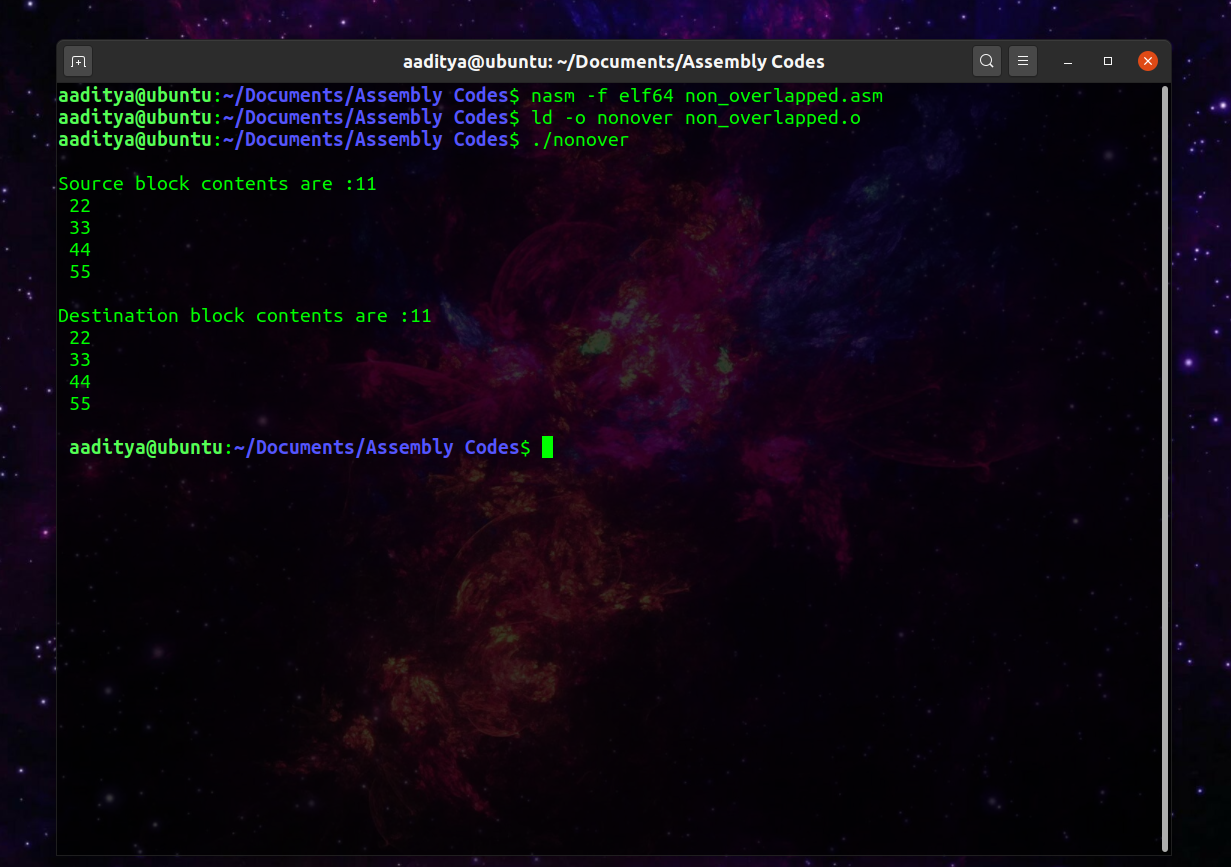 aaditya@ubuntu: ~/Documents/Assembly Codes
aaditya@ubuntu:~/Documents/Assembly Codes$ nasm -f elf64 non_overlapped.asm
aaditya@ubuntu:~/Documents/Assembly Codes$ ld -o nonover non_overlapped.o
aaditya@ubuntu:~/Documents/Assembly Codes$ ./nonover
Source block contents are :11
22
33
44
55
Destination block contents are :11
22
33
44
55
aaditya@ubuntu:~/Documents/Assembly Codes$